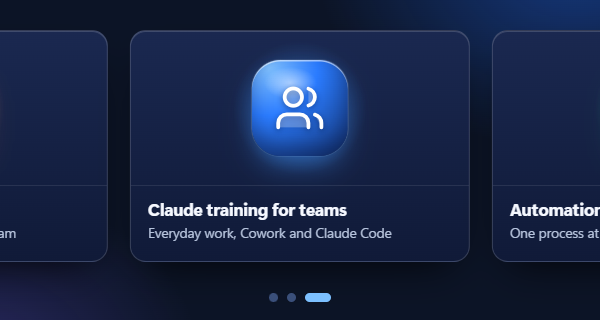 am
Claude training for teams
Everyday work, Cowork and Claude Code
Automation
One process at